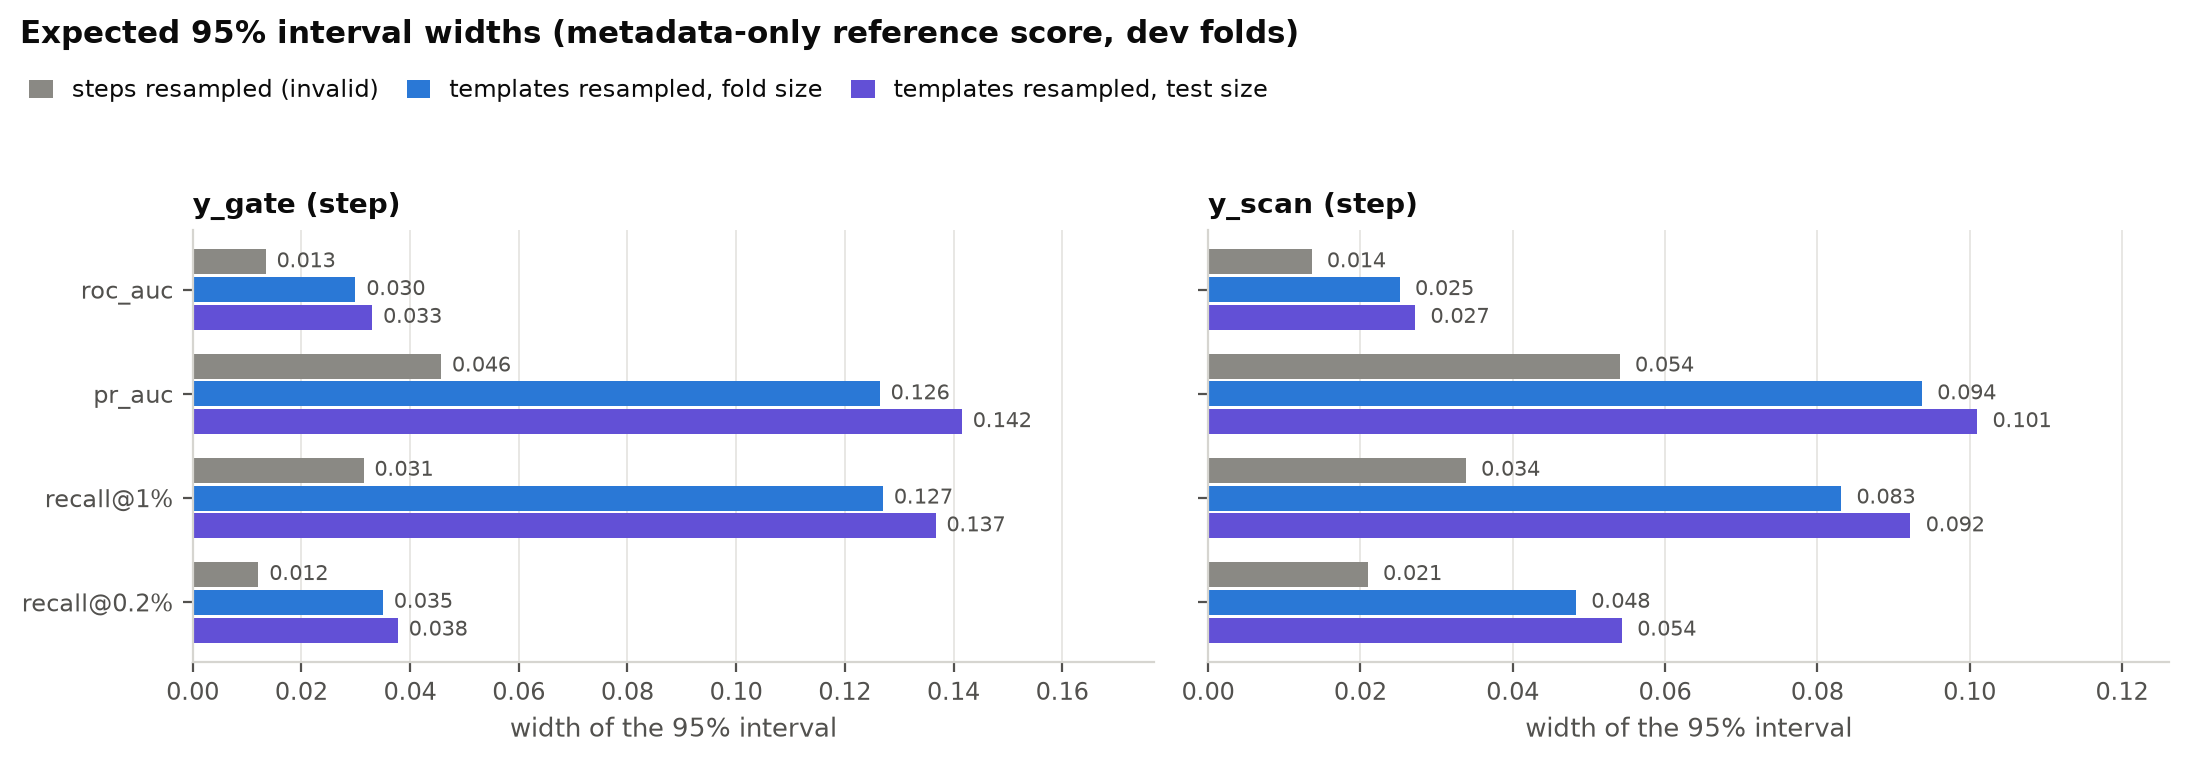 Expected 95% interval widths (metadata-only reference score, dev folds)
steps resampled (invalid) templates resampled, fold size templates resampled, test size
y_gate (step)
roc_auc
0.013
0.030
0.033
pr_auc
0.046
0.126
0.142
recall@1%
0.031
0.127
0.137
recall@0.2%
0.012
0.035
0.038
0.00 0.02 0.04 0.06 0.08 0.10 0.12 0.14 0.16
width of the 95% interval
y_scan (step)
0.014
0.025
0.027
0.054
0.094
0.101
0.034
0.083
0.092
0.021
0.048
0.054
0.00 0.02 0.04 0.06 0.08 0.10 0.12
width of the 95% interval